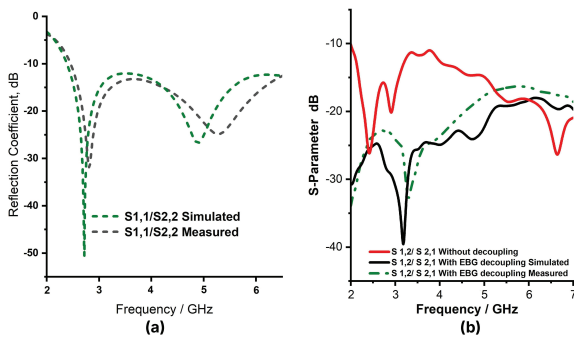 0
-10
-20
-30
-40
-50
Reflection Coefficient, dB
S1,1/S2,2 Simulated
S1,1/S2,2 Measured
2 3 4 5 6
Frequency / GHz
(a)
-10
-20
-30
-40
S-Parameter dB
S 1,2/ S 2,1 Without decoupling
S 1,2/ S 2,1 With EBG decoupling Simulated
S 1,2/ S 2,1 With EBG decoupling Measured
2 3 4 5 6 7
Frequency / GHz
(b)